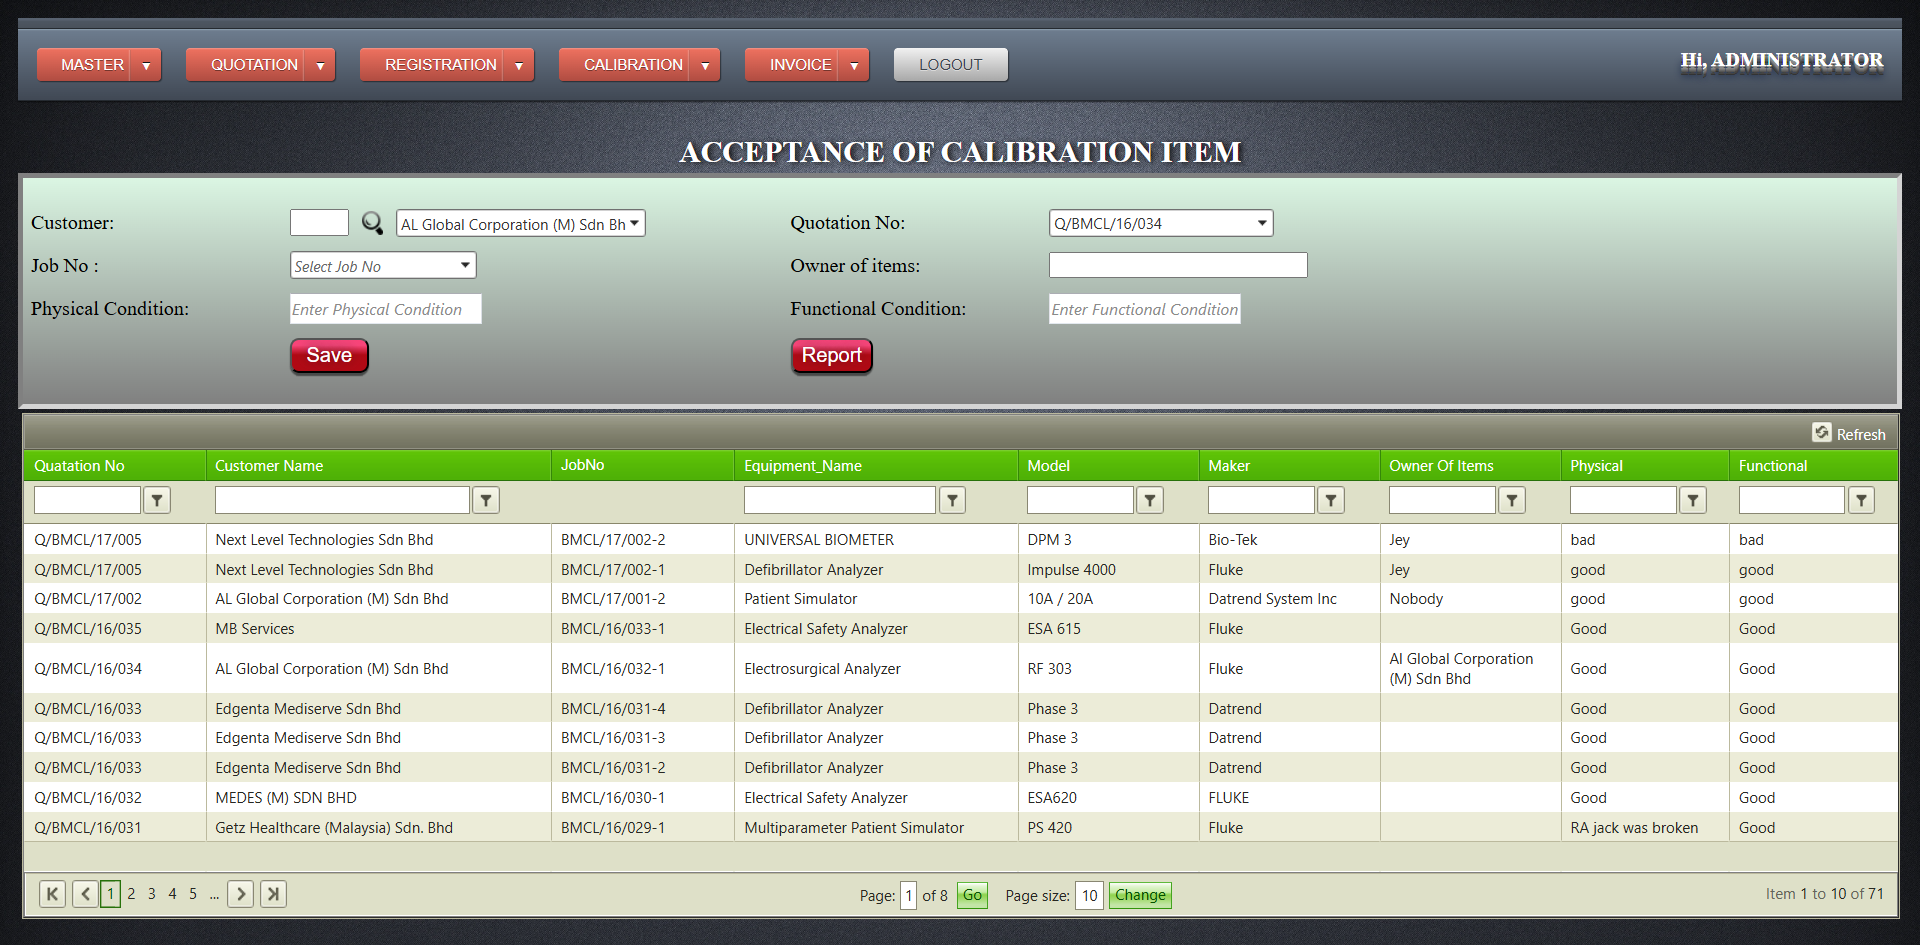 MASTER ▼ QUOTATION ▼ REGISTRATION ▼ CALIBRATION ▼ INVOICE ▼ LOGOUT Hi, ADMINISTRATOR
ACCEPTANCE OF CALIBRATION ITEM
Customer: AL Global Corporation (M) Sdn Bh Quotation No: Q/BMCL/16/034
Job No : Select Job No Owner of items:
Physical Condition: Enter Physical Condition Functional Condition: Enter Functional Condition
Save Report
Refresh
Quatation No Customer Name JobNo Equipment_Name Model Maker Owner Of Items Physical Functional
Q/BMCL/17/005 Next Level Technologies Sdn Bhd BMCL/17/002-2 UNIVERSAL BIOMETER DPM 3 Bio-Tek Jey bad bad
Q/BMCL/17/005 Next Level Technologies Sdn Bhd BMCL/17/002-1 Defibrillator Analyzer Impulse 4000 Fluke Jey good good
Q/BMCL/17/002 AL Global Corporation (M) Sdn Bhd BMCL/17/001-2 Patient Simulator 10A / 20A Datrend System Inc Nobody good good
Q/BMCL/16/035 MB Services BMCL/16/033-1 Electrical Safety Analyzer ESA 615 Fluke Good Good
Q/BMCL/16/034 AL Global Corporation (M) Sdn Bhd BMCL/16/032-1 Electrosurgical Analyzer RF 303 Fluke Al Global Corporation Good Good
(M) Sdn Bhd
Q/BMCL/16/033 Edgenta Mediserve Sdn Bhd BMCL/16/031-4 Defibrillator Analyzer Phase 3 Datrend Good Good
Q/BMCL/16/033 Edgenta Mediserve Sdn Bhd BMCL/16/031-3 Defibrillator Analyzer Phase 3 Datrend Good Good
Q/BMCL/16/033 Edgenta Mediserve Sdn Bhd BMCL/16/031-2 Defibrillator Analyzer Phase 3 Datrend Good Good
Q/BMCL/16/032 MEDES (M) SDN BHD BMCL/16/030-1 Electrical Safety Analyzer ESA620 FLUKE Good Good
Q/BMCL/16/031 Getz Healthcare (Malaysia) Sdn. Bhd BMCL/16/029-1 Multiparameter Patient Simulator PS 420 Fluke RA jack was broken Good
1 2 3 4 5 ... Page: 1 of 8 Go Page size: 10 Change Item 1 to 10 of 71